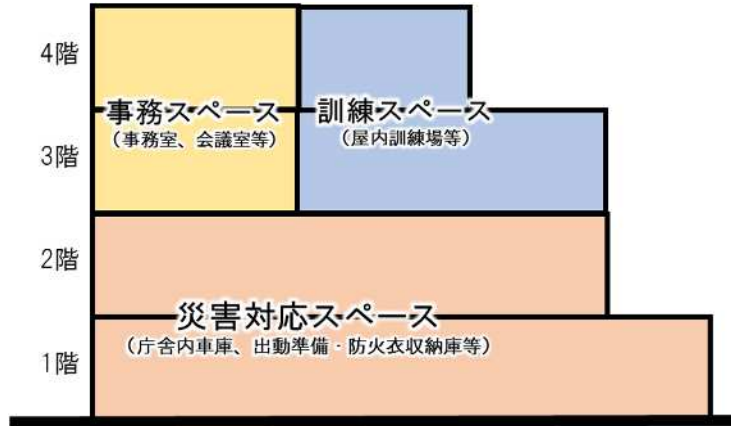 4階
事務スペース
(事務室、会議室等)
訓練スペース
(屋内訓練場等)
3階
2階
災害対応スペース
(庁舎内車庫、出動準備・防火衣収納庫等)
1階